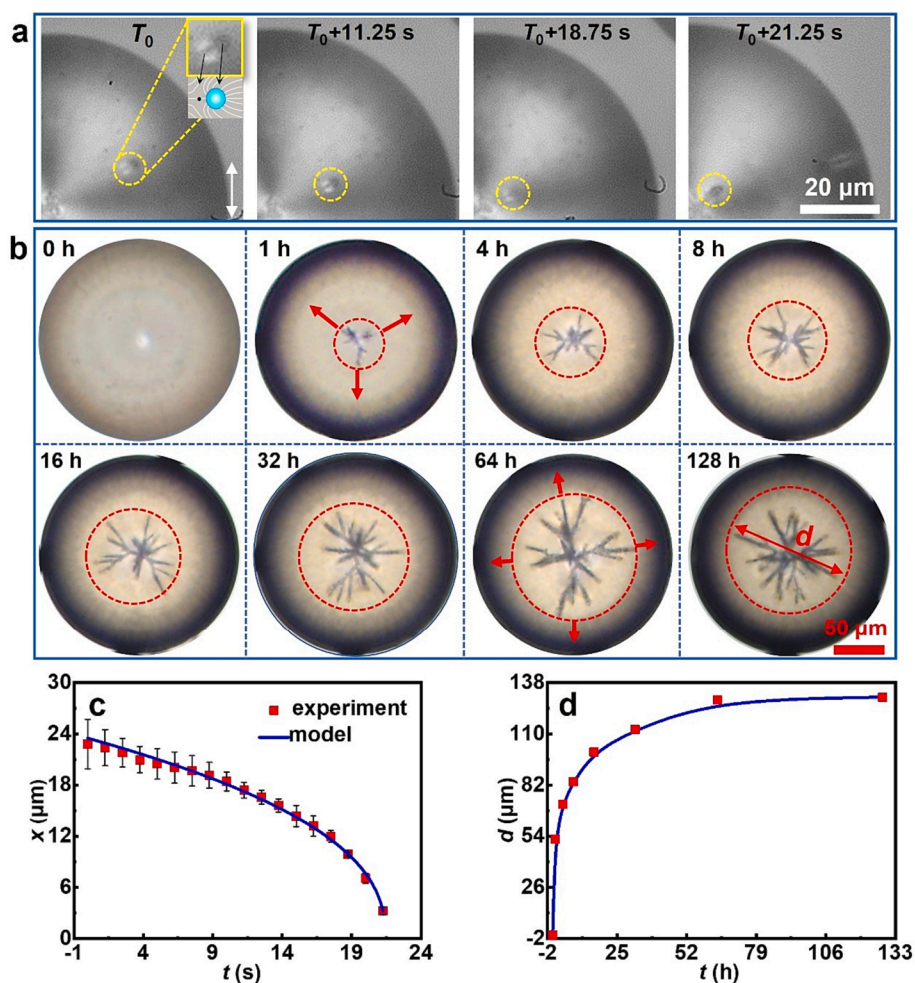 a
T0
T0+11.25 s
T0+18.75 s
T0+21.25 s
20 μm
b
0 h
1 h
4 h
8 h
16 h
32 h
64 h
128 h
d
50 μm
c
experiment
model
x (μm)
30
24
18
12
6
0
-1
4
9
14
19
24
t (s)
d
d (μm)
138
110
82
54
26
-2
-2
25
52
79
106
133
t (h)